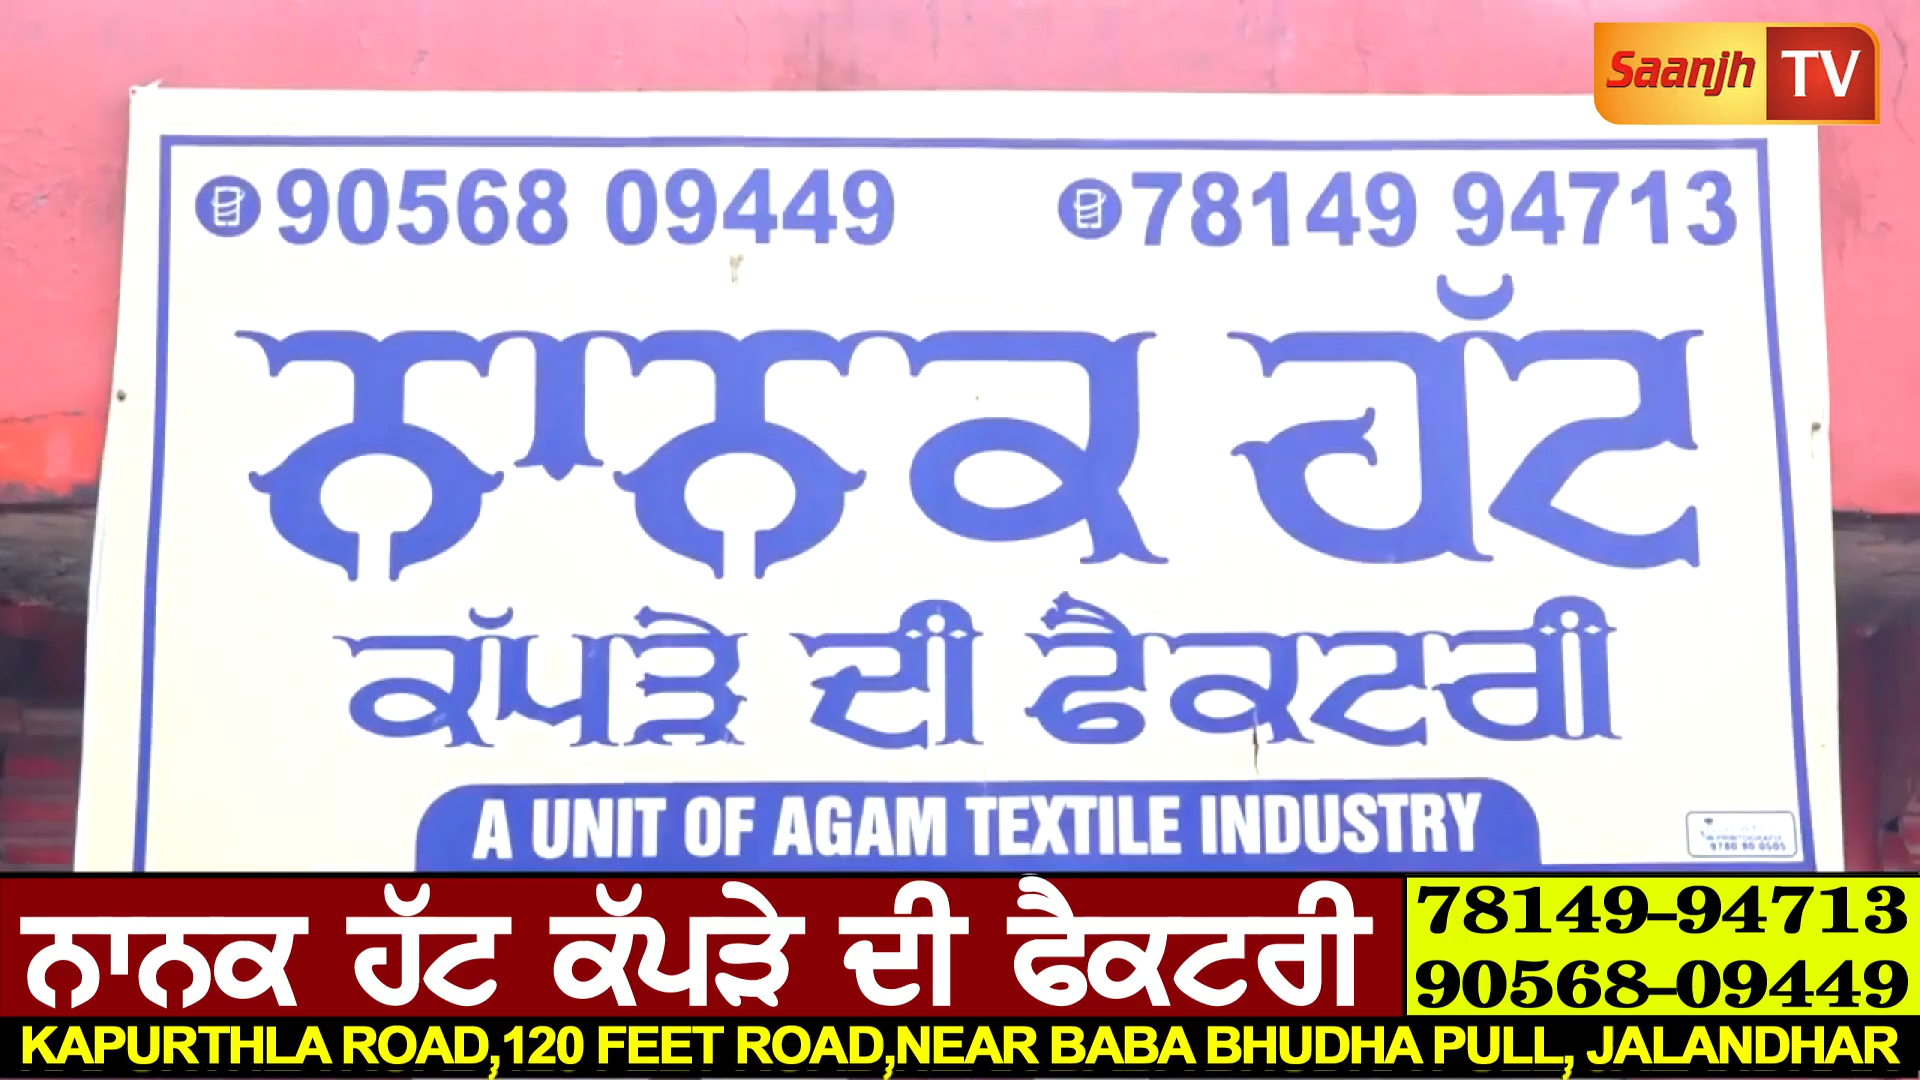 Saanjh TV
90568 09449 78149 94713
ਨਾਨਕ ਹੱਟ
ਕੱਪੜੇ ਦੀ ਫੈਕਟਰੀ
A UNIT OF AGAM TEXTILE INDUSTRY
ਨਾਨਕ ਹੱਟ ਕੱਪੜੇ ਦੀ ਫੈਕਟਰੀ
78149-94713
90568-09449
KAPURTHLA ROAD,120 FEET ROAD,NEAR BABA BHUDHA PULL, JALANDHAR